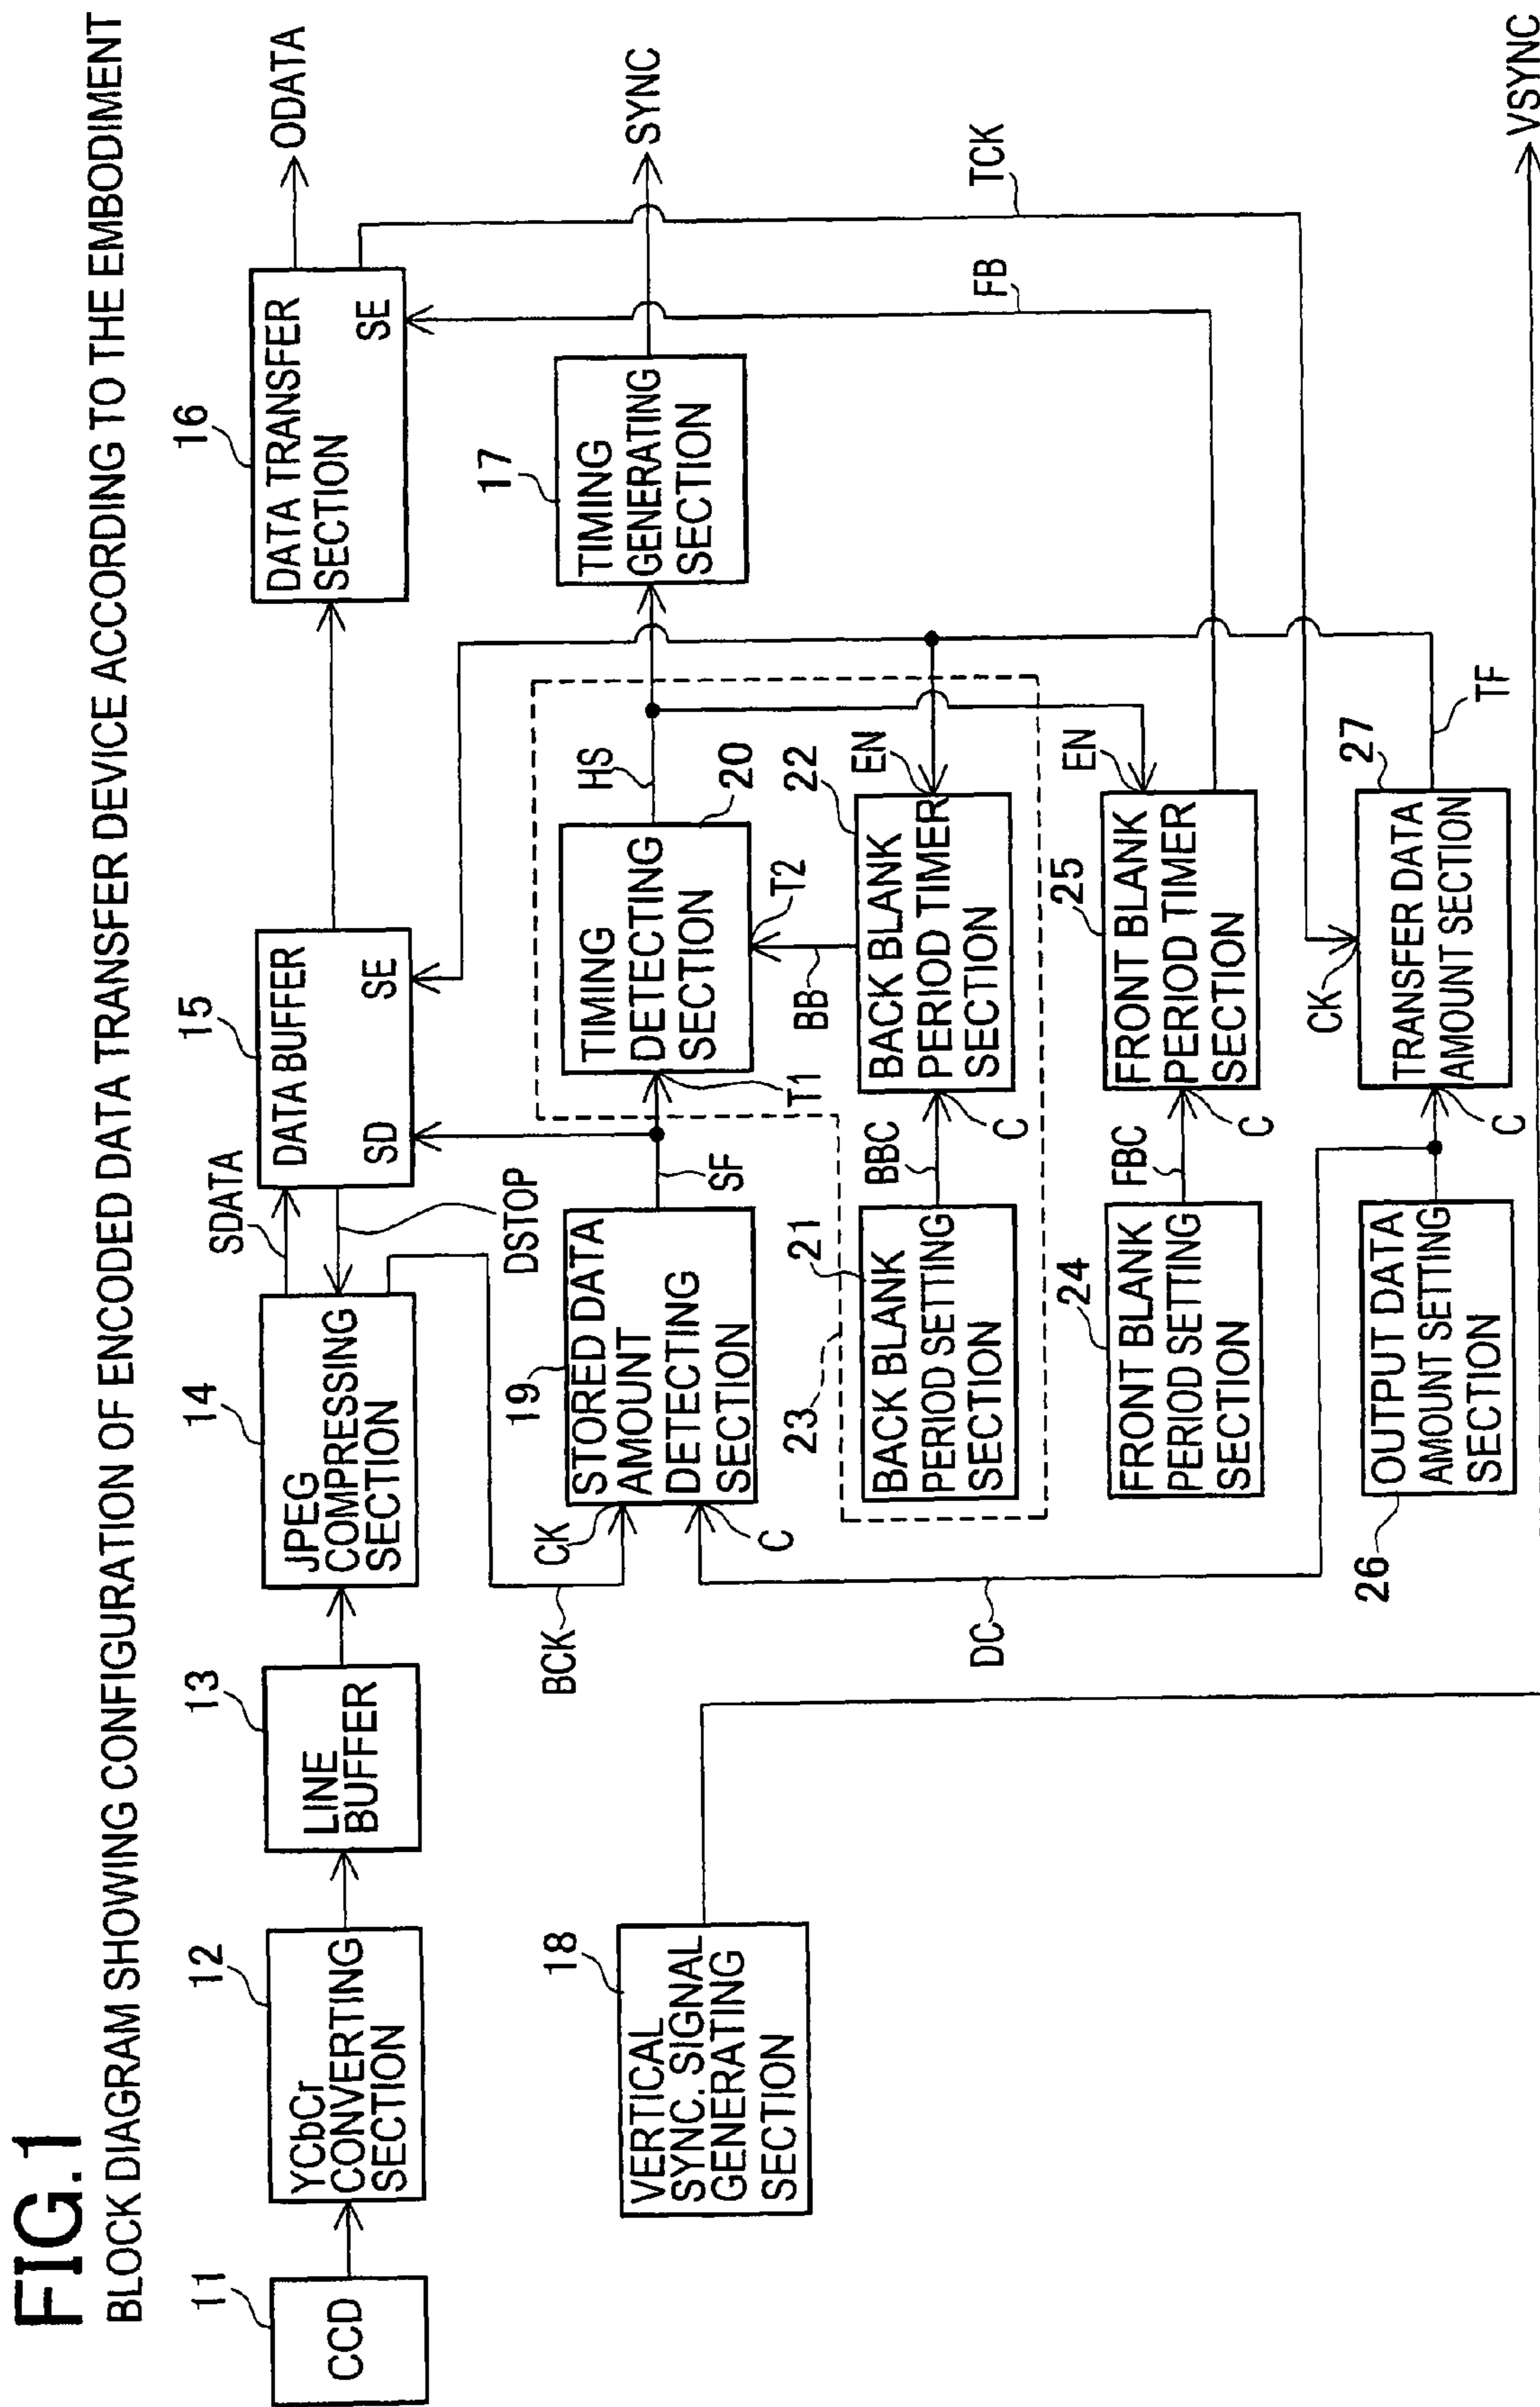 FIG.1
BLOCK DIAGRAM SHOWING CONFIGURATION OF ENCODED DATA TRANSFER DEVICE ACCORDING TO THE EMBODIMENT
11
CCD
12
YCbCr
CONVERTING
SECTION
13
LINE
BUFFER
14
JPEG
COMPRESSING
SECTION
SDATA
DSTOP
15
DATA BUFFER
SD
SE
16
DATA TRANSFER
SECTION
SE
ODATA
17
TIMING
GENERATING
SECTION
SYNC
18
VERTICAL
SYNC. SIGNAL
GENERATING
SECTION
BCK
CK
C
19
STORED DATA
AMOUNT
DETECTING
SECTION
SF
T1
TIMING
DETECTING
SECTION
20
HS
T2
BB
23
21
BACK BLANK
PERIOD SETTING
SECTION
BBC
C
22
BACK BLANK
PERIOD TIMER
SECTION
EN
24
FRONT BLANK
PERIOD SETTING
SECTION
FBC
C
25
FRONT BLANK
PERIOD TIMER
SECTION
EN
FB
TCK
DC
26
OUTPUT DATA
AMOUNT SETTING
SECTION
C
CK
27
TRANSFER DATA
AMOUNT SECTION
TF
VSYNC